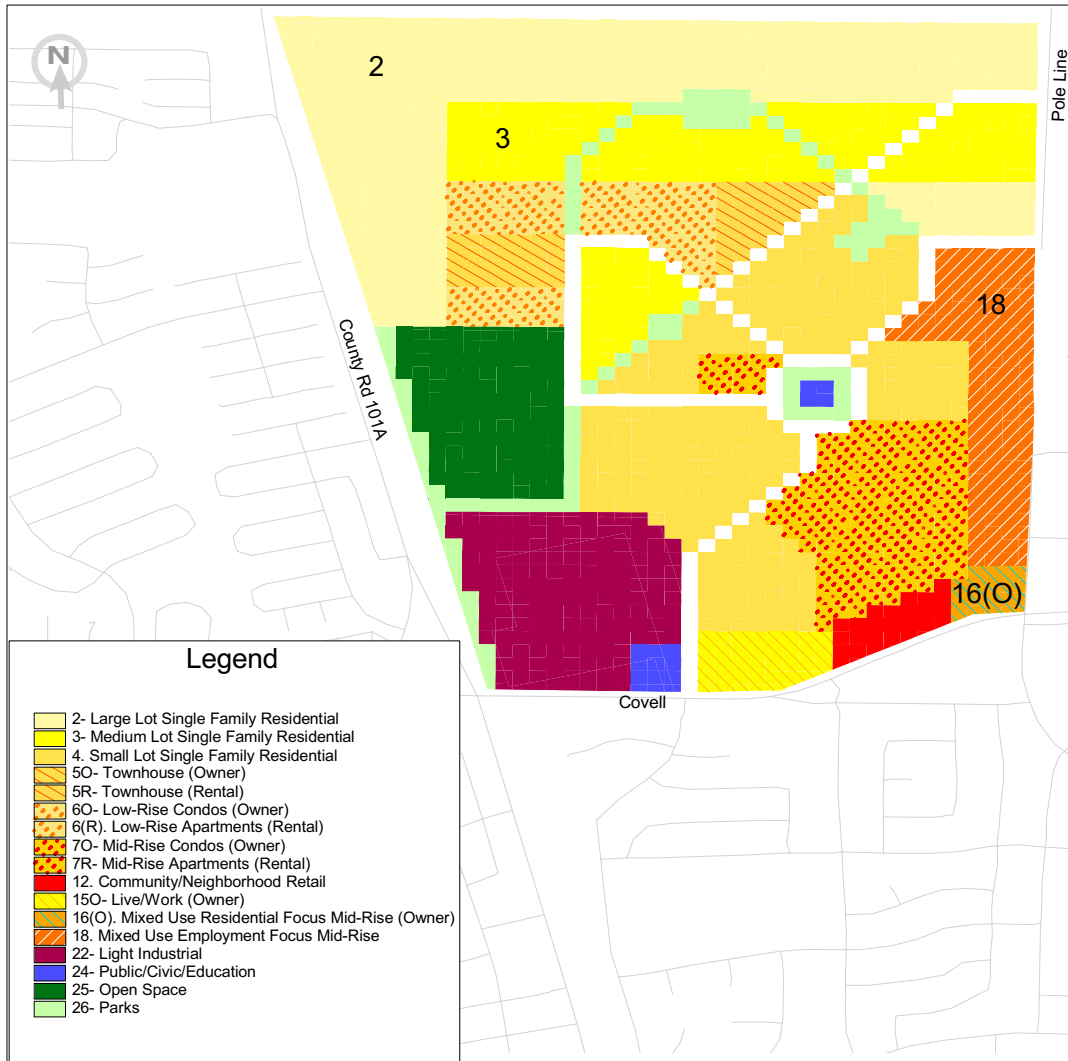 N
2
Pole Line
3
18
County Rd 101A
16(O)
Covell
Legend
2- Large Lot Single Family Residential
3- Medium Lot Single Family Residential
4. Small Lot Single Family Residential
5O- Townhouse (Owner)
5R- Townhouse (Rental)
6O- Low-Rise Condos (Owner)
6(R). Low-Rise Apartments (Rental)
7O- Mid-Rise Condos (Owner)
7R- Mid-Rise Apartments (Rental)
12. Community/Neighborhood Retail
15O- Live/Work (Owner)
16(O). Mixed Use Residential Focus Mid-Rise (Owner)
18. Mixed Use Employment Focus Mid-Rise
22- Light Industrial
24- Public/Civic/Education
25- Open Space
26- Parks